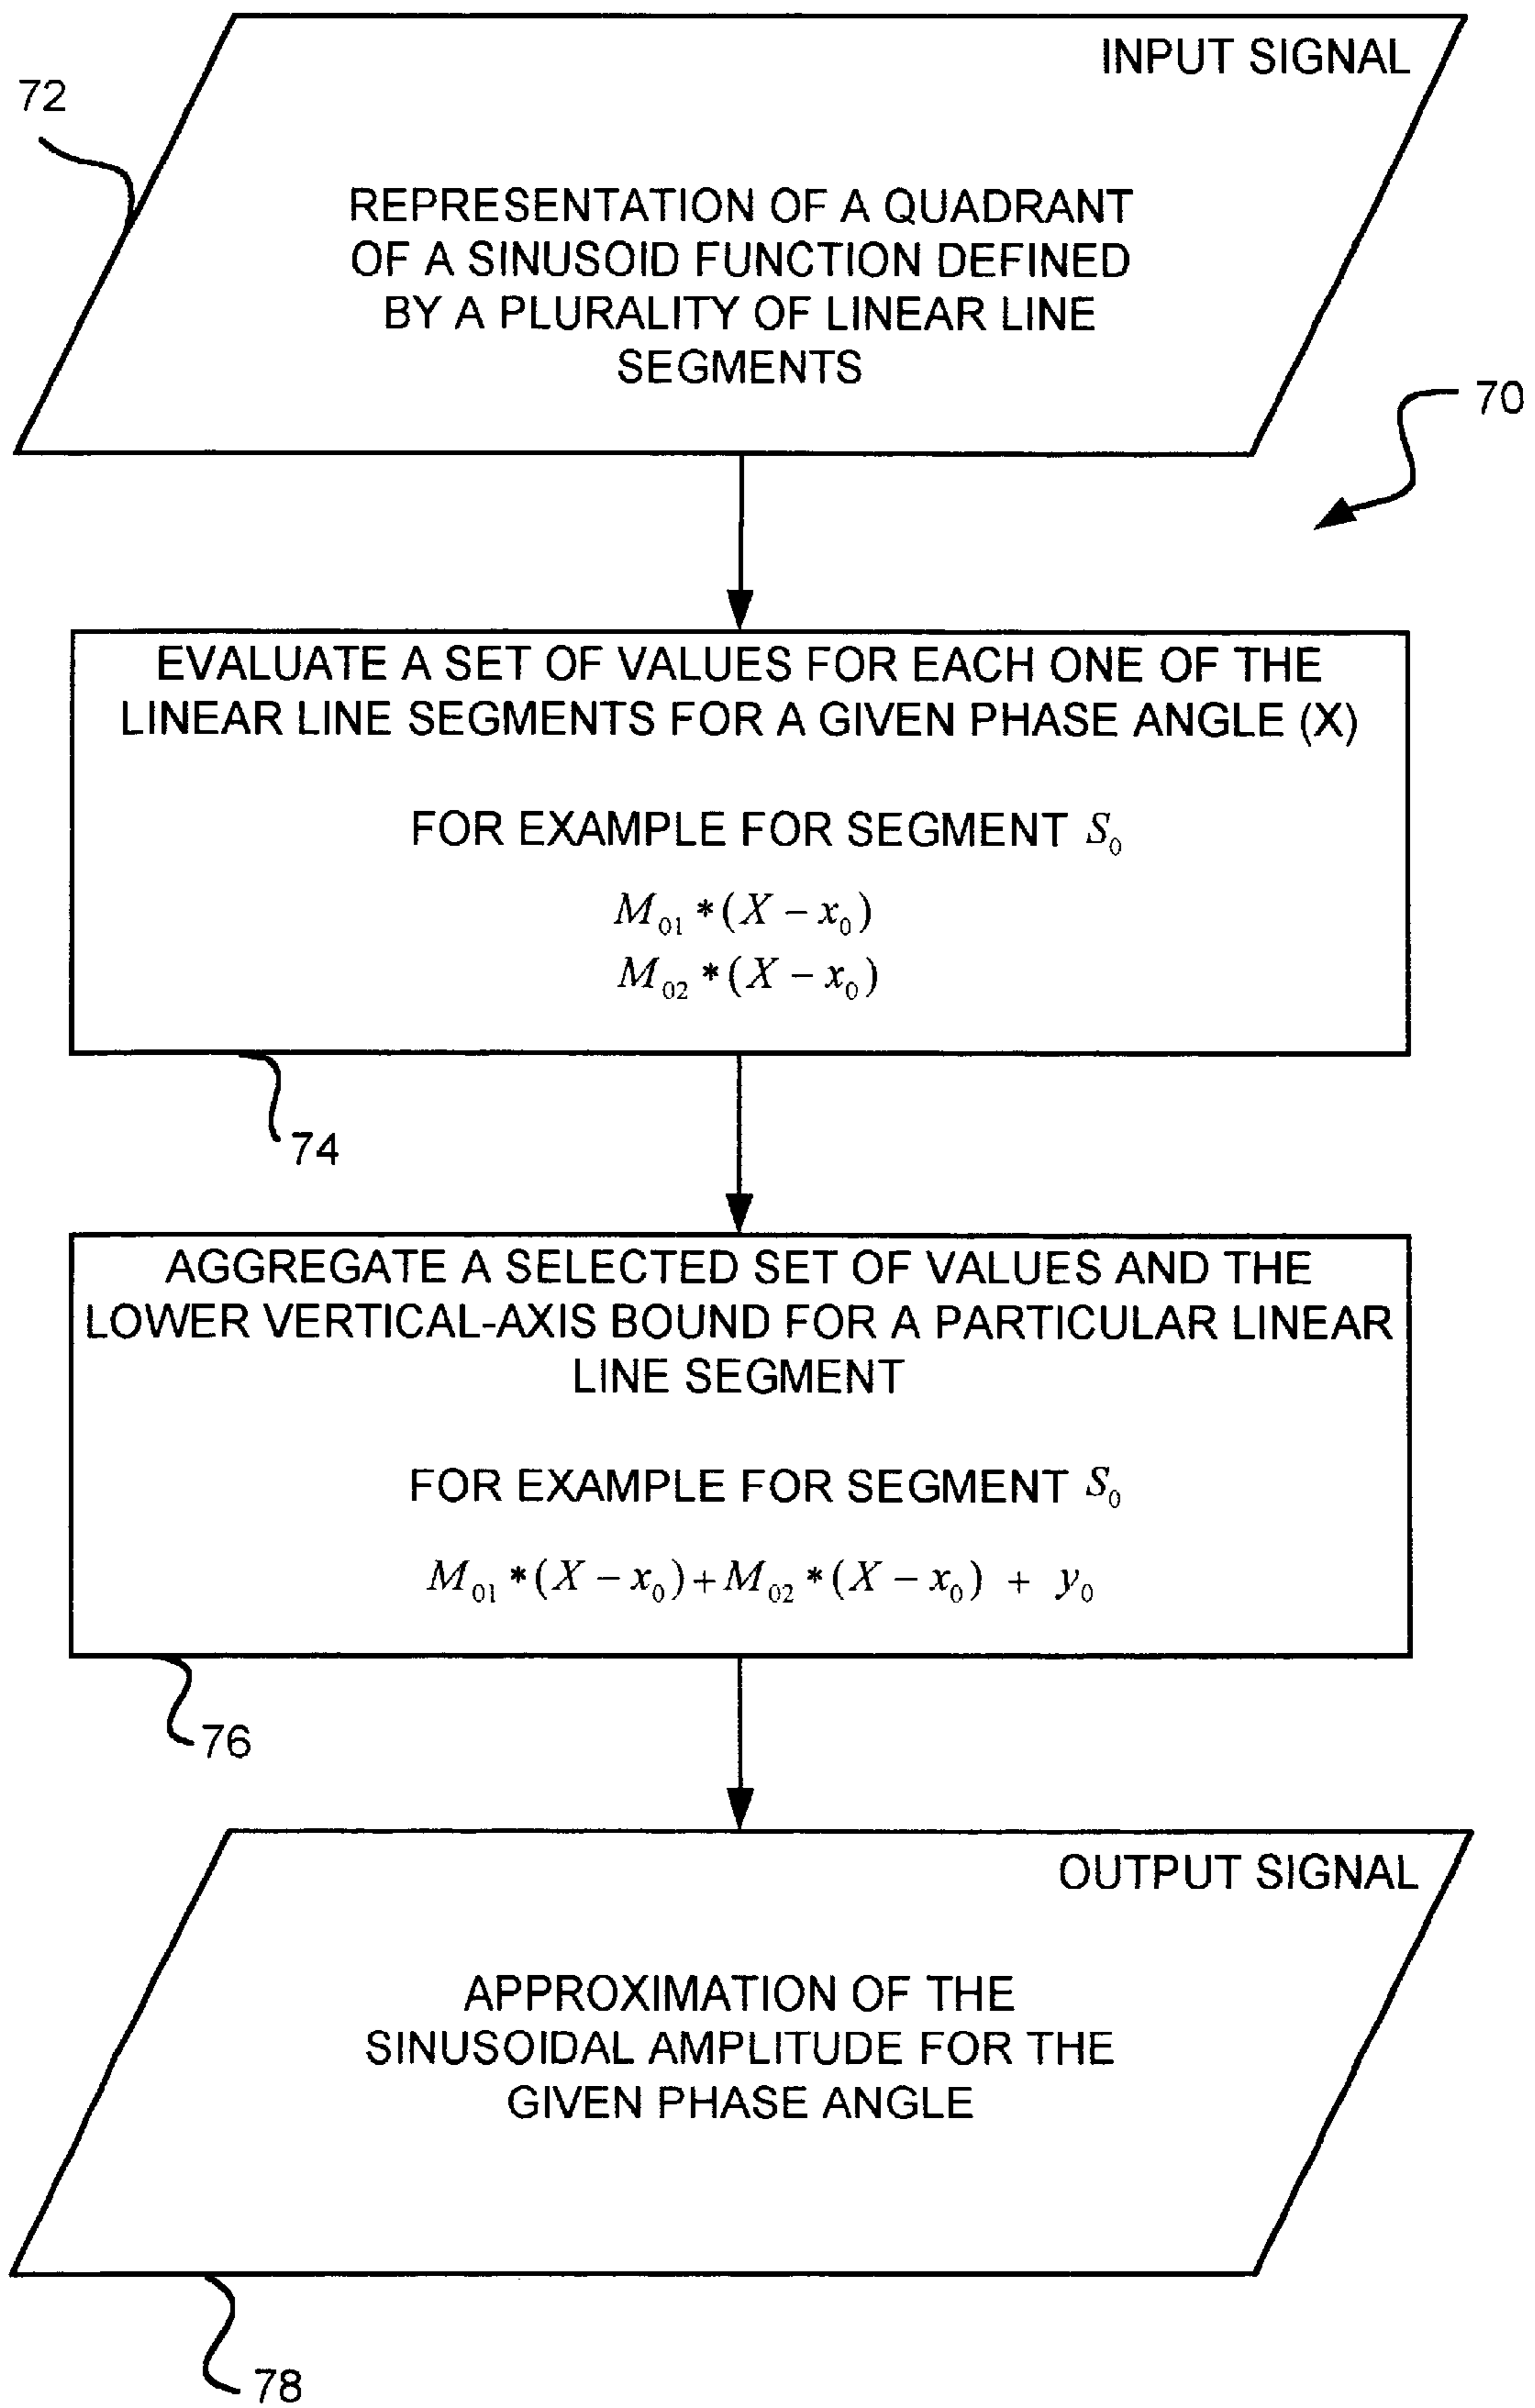 INPUT SIGNAL
72
REPRESENTATION OF A QUADRANT
OF A SINUSOID FUNCTION DEFINED
BY A PLURALITY OF LINEAR LINE
SEGMENTS
70
EVALUATE A SET OF VALUES FOR EACH ONE OF THE
LINEAR LINE SEGMENTS FOR A GIVEN PHASE ANGLE (X)
FOR EXAMPLE FOR SEGMENT S₀
M₀₁ *(X − x₀)
M₀₂ *(X − x₀)
74
AGGREGATE A SELECTED SET OF VALUES AND THE
LOWER VERTICAL-AXIS BOUND FOR A PARTICULAR LINEAR
LINE SEGMENT
FOR EXAMPLE FOR SEGMENT S₀
M₀₁ *(X − x₀)+M₀₂ *(X − x₀) + y₀
76
OUTPUT SIGNAL
APPROXIMATION OF THE
SINUSOIDAL AMPLITUDE FOR THE
GIVEN PHASE ANGLE
78